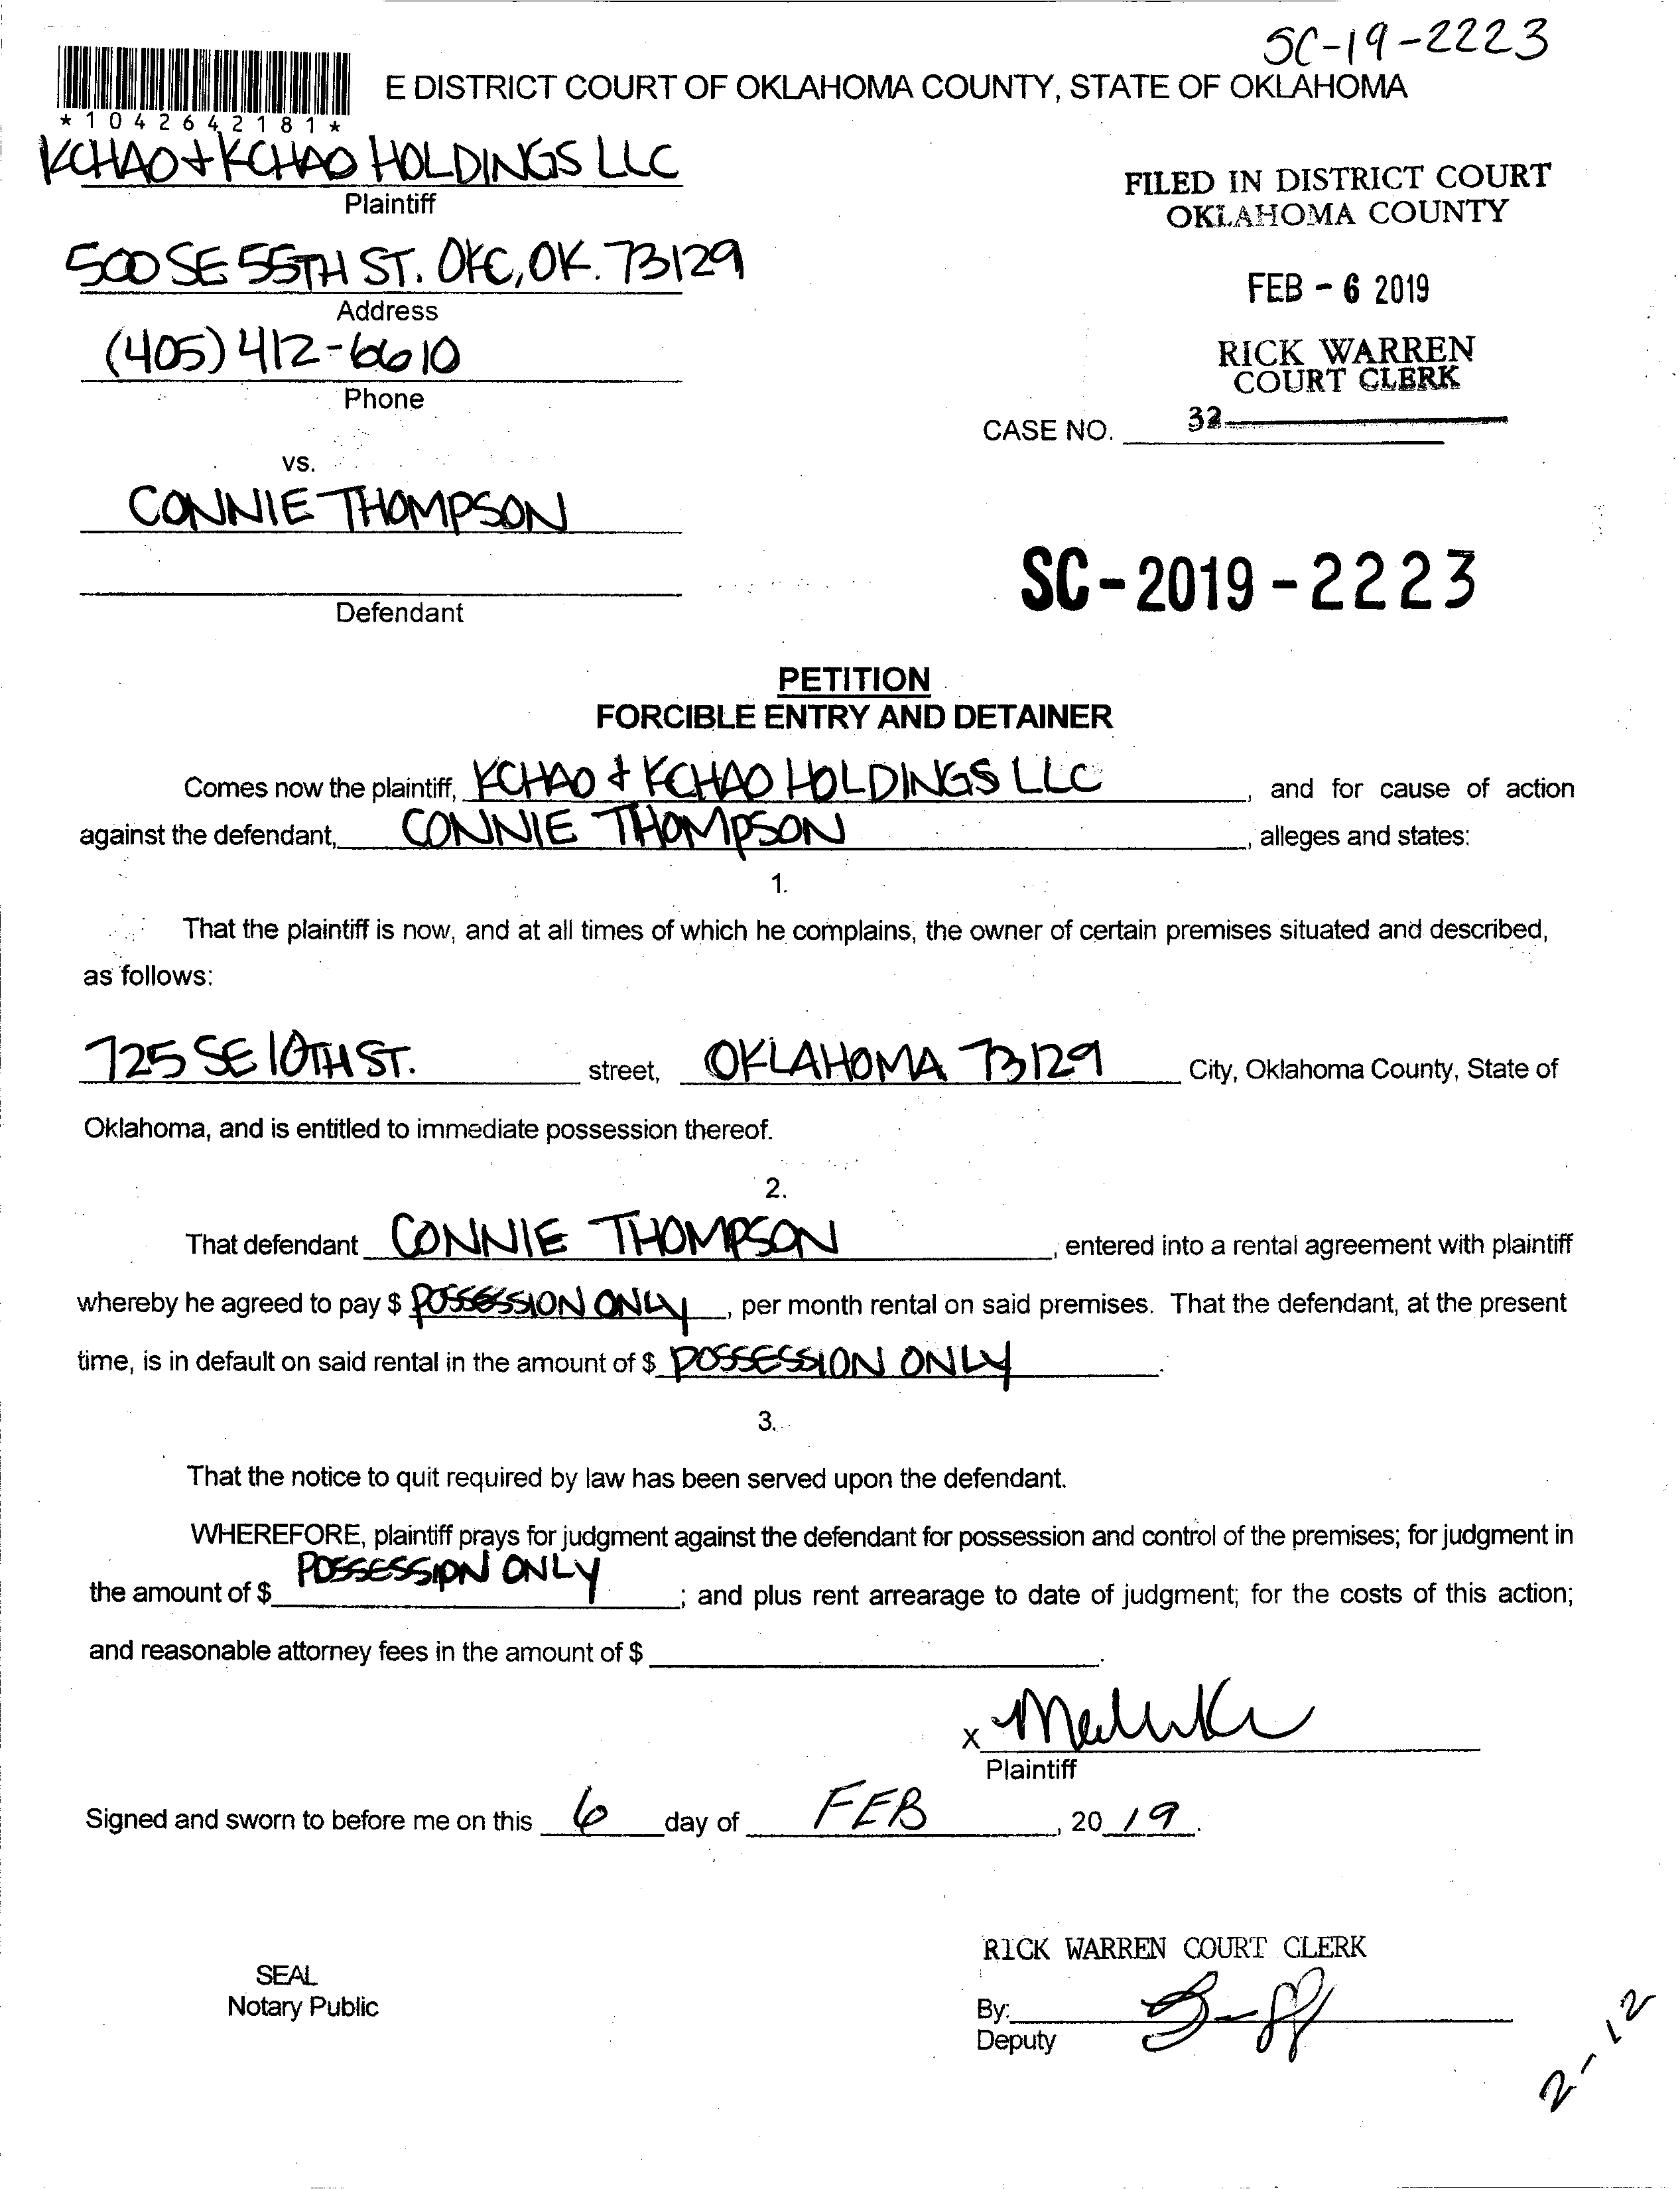 SC-19-2223
E DISTRICT COURT OF OKLAHOMA COUNTY, STATE OF OKLAHOMA
*1042642181*
KCHAO & KCHAO HOLDINGS LLC
Plaintiff
FILED IN DISTRICT COURT
OKLAHOMA COUNTY
500 SE 55TH ST. OKC, OK. 73129
Address
FEB - 6 2019
(405) 412-6610
Phone
RICK WARREN
COURT CLERK
CASE NO. 32
vs.
CONNIE THOMPSON
Defendant
SC-2019-2223
PETITION
FORCIBLE ENTRY AND DETAINER
Comes now the plaintiff, KCHAO & KCHAO HOLDINGS LLC, and for cause of action
against the defendant, CONNIE THOMPSON, alleges and states:
1.
That the plaintiff is now, and at all times of which he complains, the owner of certain premises situated and described,
as follows:
725 SE 10TH ST. street, OKLAHOMA 73129 City, Oklahoma County, State of
Oklahoma, and is entitled to immediate possession thereof.
2.
That defendant CONNIE THOMPSON, entered into a rental agreement with plaintiff
whereby he agreed to pay $ POSSESSION ONLY, per month rental on said premises. That the defendant, at the present
time, is in default on said rental in the amount of $ POSSESSION ONLY.
3.
That the notice to quit required by law has been served upon the defendant.
WHEREFORE, plaintiff prays for judgment against the defendant for possession and control of the premises; for judgment in
the amount of $ POSSESSION ONLY; and plus rent arrearage to date of judgment; for the costs of this action;
and reasonable attorney fees in the amount of $ .
X
Plaintiff
Signed and sworn to before me on this 6 day of FEB, 2019.
RICK WARREN COURT CLERK
SEAL
Notary Public
By:
Deputy
2-12